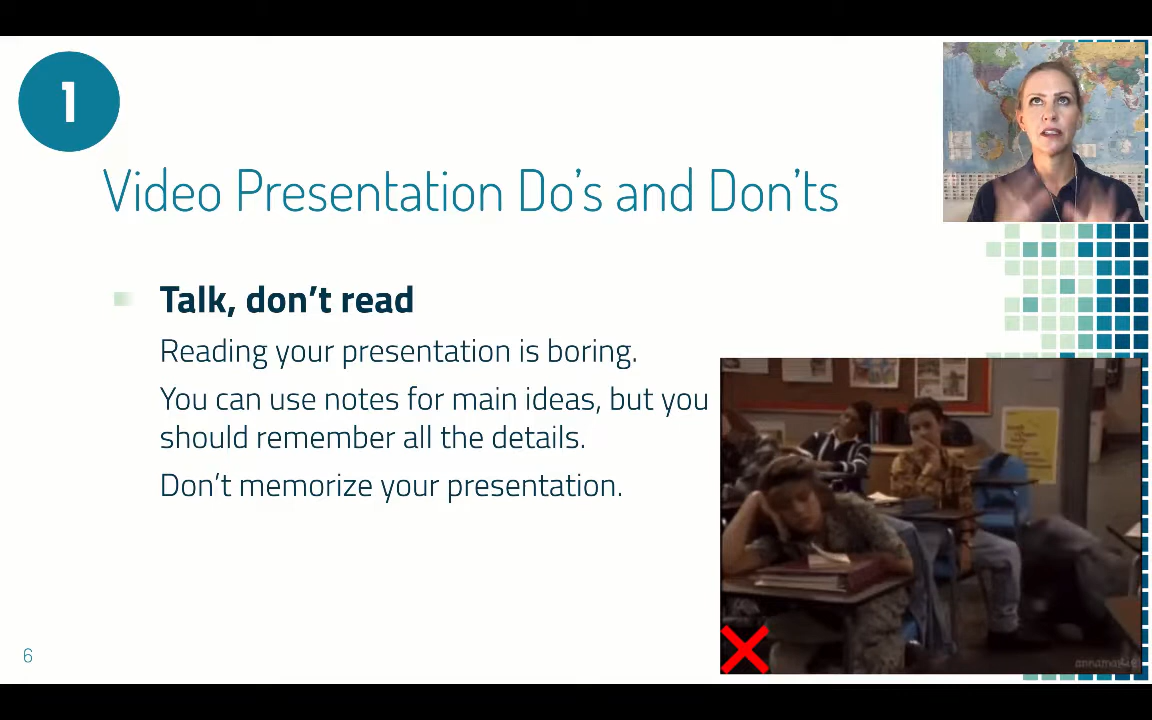 1
Video Presentation Do's and Don'ts
Talk, don't read
Reading your presentation is boring.
You can use notes for main ideas, but you
should remember all the details.
Don't memorize your presentation.
6